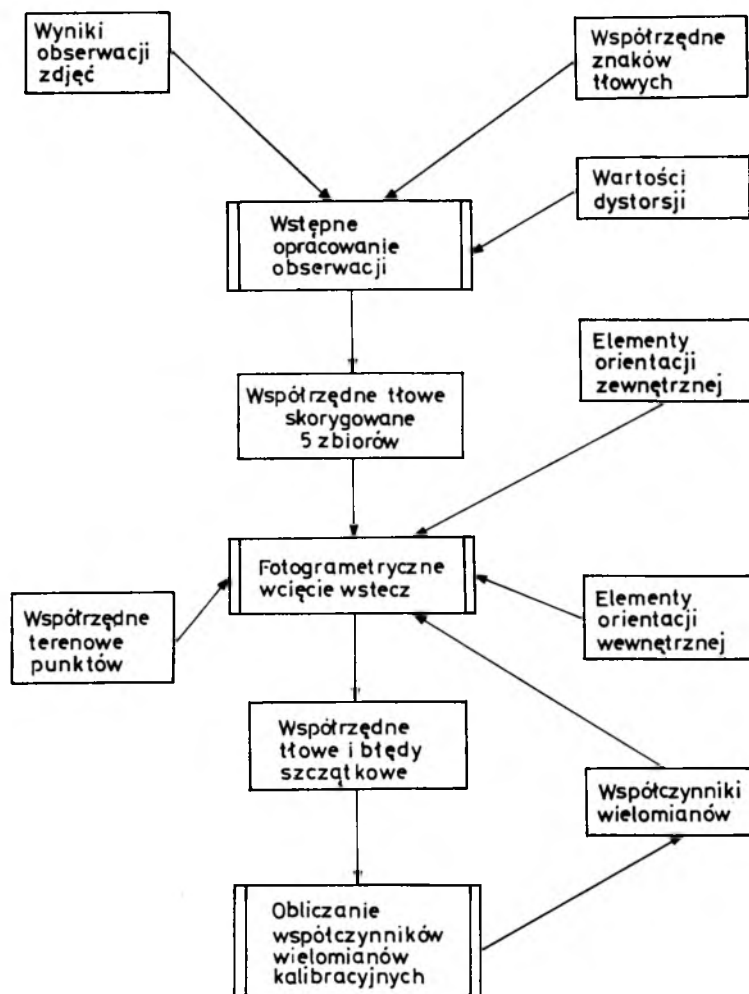 Wyniki
obserwacji
zdjęć
Współrzędne
znaków
tłowych
Wartości
dystorsji
Wstępne
opracowanie
obserwacji
Elementy
orientacji
zewnętrznej
Współrzędne tłowe
skorygowane
5 zbiorów
Fotogrametryczne
wcięcie wstecz
Współrzędne
terenowe
punktów
Elementy
orientacji
wewnętrznej
Współrzędne
tłowe i błędy
szczątkowe
Współczynniki
wielomianów
Obliczanie
współczynników
wielomianów
kalibracyjnych